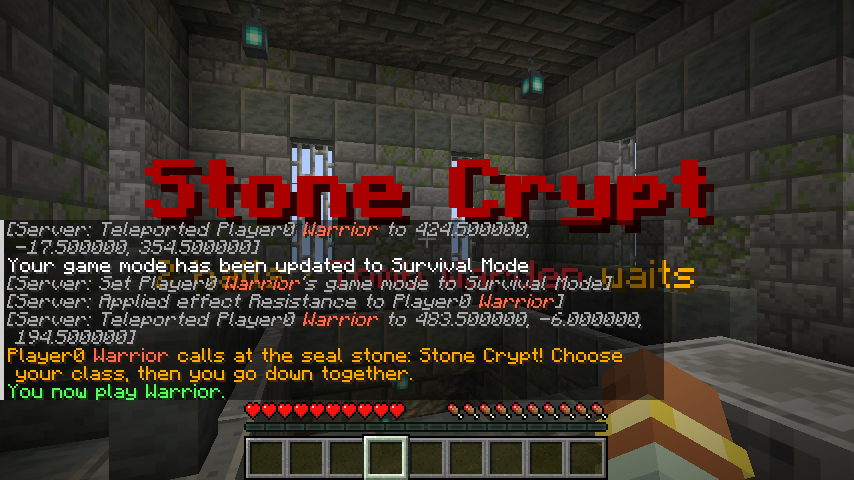 Stone Crypt
[Server: Teleported Player0 Warrior to 424.500000,
-17.500000, 354.500000]
Your game mode has been updated to Survival Mode
waits
[Server: Set Player0 Warrior's game mode to Survival Mode]
[Server: Applied effect Resistance to Player0 Warrior]
[Server: Teleported Player0 Warrior to 483.500000, -6.000000,
194.500000]
Player0 Warrior calls at the seal stone: Stone Crypt! Choose
your class, then you go down together.
You now play Warrior.